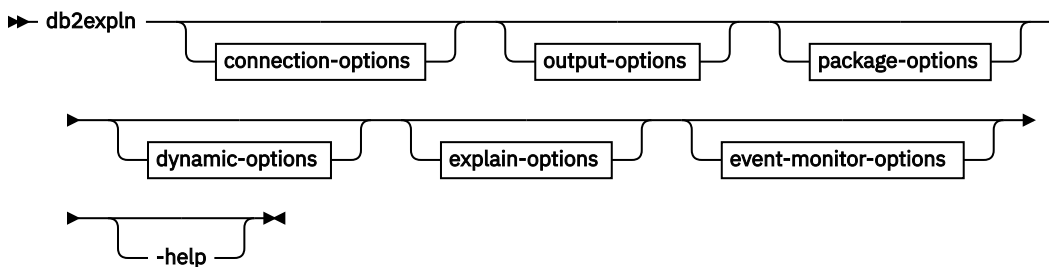 db2expln
connection-options output-options package-options
dynamic-options explain-options event-monitor-options
-help